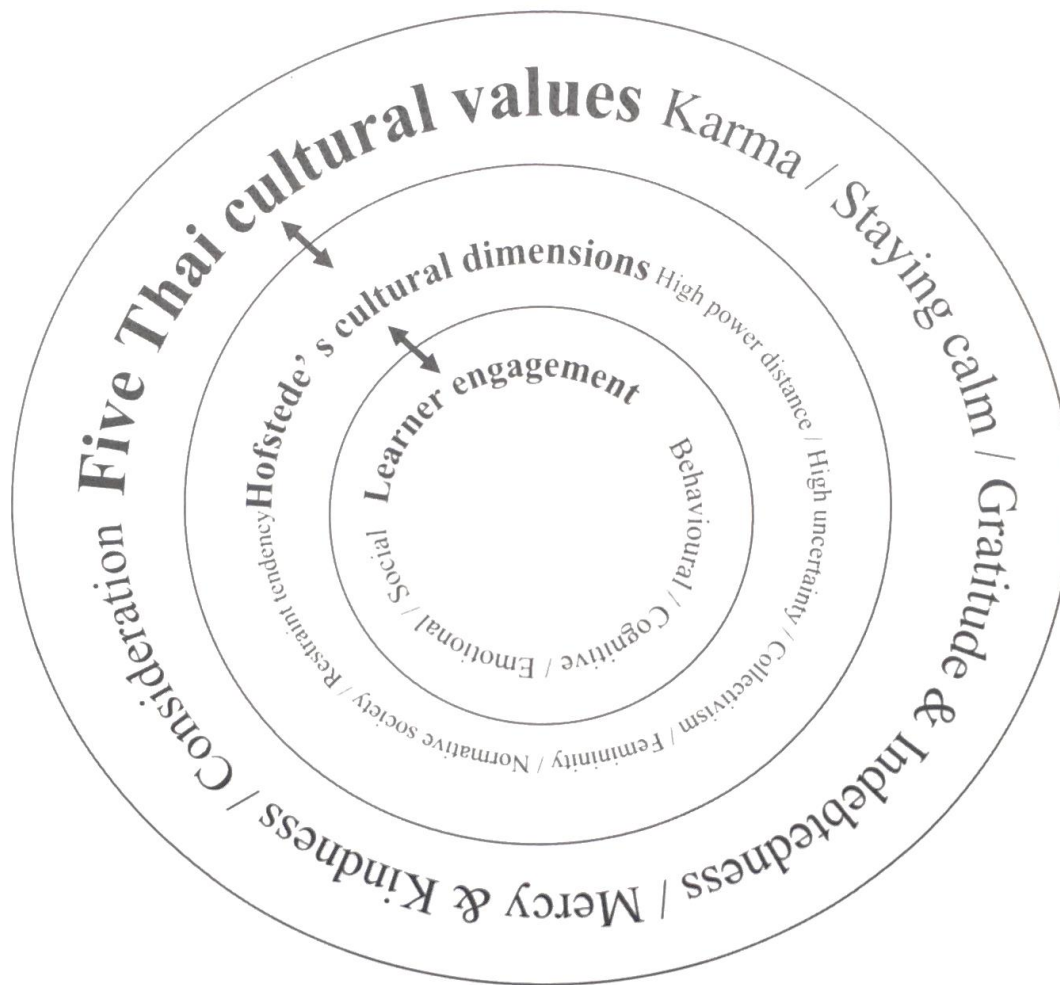 Five Thai cultural values Karma / Staying calm / Gratitude & Indebtedness / Mercy & Kindness / Consideration
Hofstede’ s cultural dimensions High power distance / High uncertainty / Collectivism / Femininity / Normative society / Restraint tendency
Learner engagement
Behavioural / Cognitive / Emotional / Social